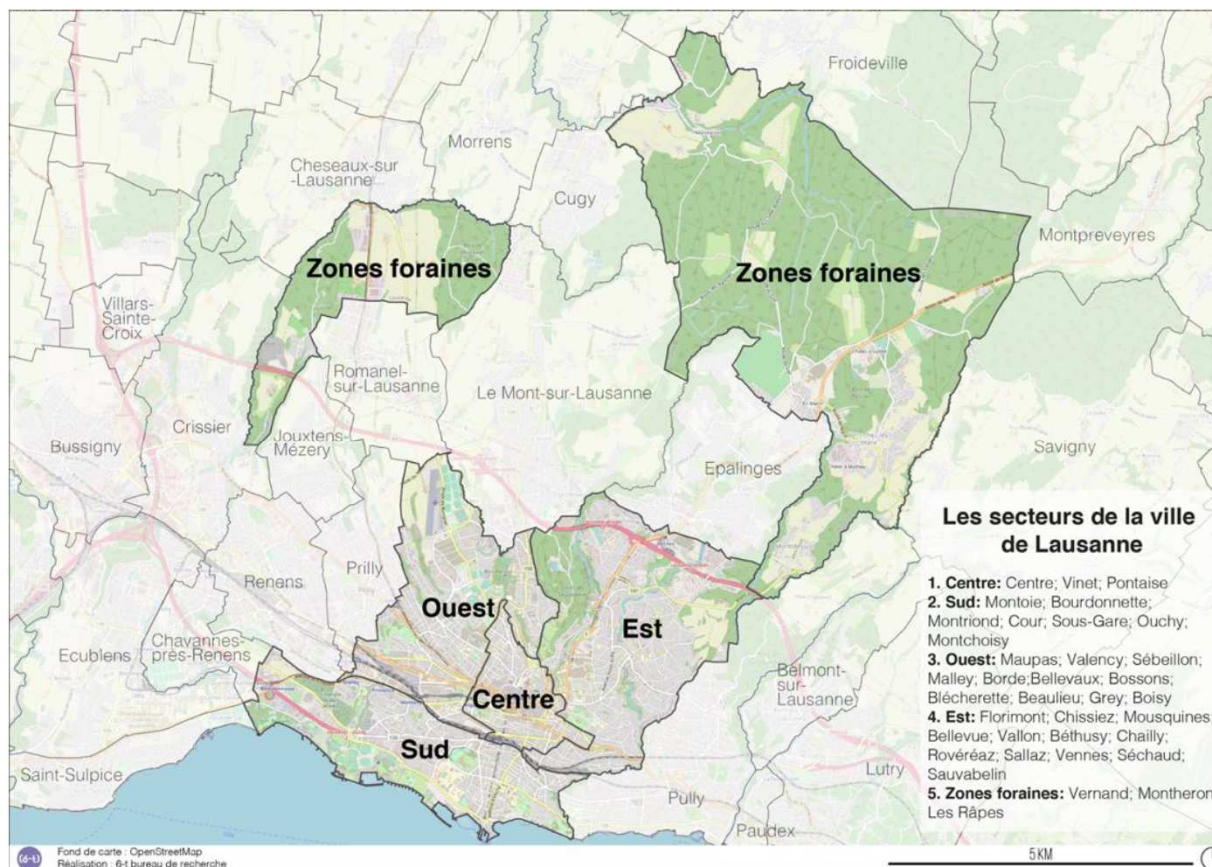 Froideville
Morrens
Cheseaux-sur
-Lausanne
Cugy
Montpreveyres
Zones foraines
Zones foraines
Villars-
Sainte-
Croix
Romanel-
sur-Lausanne
Le Mont-sur-Lausanne
Crissier
Jouxtens-
Mézery
Bussigny
Savigny
Epalinges
Les secteurs de la ville
de Lausanne
Renens
Prilly
1. Centre: Centre; Vinet; Pontaise
2. Sud: Montoie; Bourdonnette;
Montriond; Cour; Sous-Gare; Ouchy;
Montchoisy
3. Ouest: Maupas; Valency; Sébeillon;
Malley; Borde;Bellevaux; Bossons;
Blécherette; Beaulieu; Grey; Boisy
4. Est: Florimont; Chissiez; Mousquines;
Bellevue; Vallon; Béthusy; Chailly;
Rovéréaz; Sallaz; Vennes; Séchaud;
Sauvabelin
5. Zones foraines: Vernand; Montheron
Les Râpes
Ouest
Est
Chavannes-
près-Renens
Ecublens
Belmont-
sur-
Lausanne
Centre
Sud
Saint-Sulpice
Lutry
Pully
Paudex
(6-t)
Fond de carte : OpenStreetMap
Réalisation : 6-t bureau de recherche
5 KM